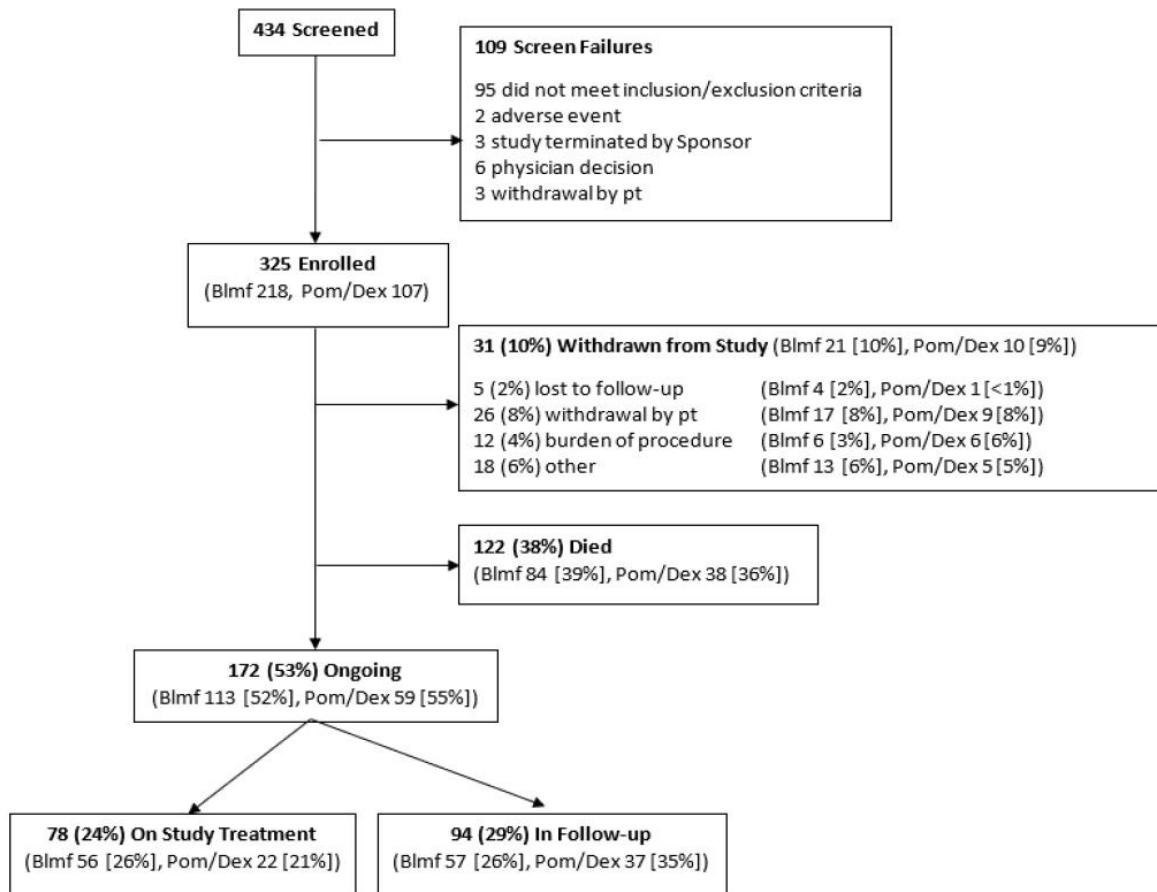 434 Screened
109 Screen Failures
95 did not meet inclusion/exclusion criteria
2 adverse event
3 study terminated by Sponsor
6 physician decision
3 withdrawal by pt
325 Enrolled
(Blmf 218, Pom/Dex 107)
31 (10%) Withdrawn from Study (Blmf 21 [10%], Pom/Dex 10 [9%])
5 (2%) lost to follow-up (Blmf 4 [2%], Pom/Dex 1 [<1%])
26 (8%) withdrawal by pt (Blmf 17 [8%], Pom/Dex 9 [8%])
12 (4%) burden of procedure (Blmf 6 [3%], Pom/Dex 6 [6%])
18 (6%) other (Blmf 13 [6%], Pom/Dex 5 [5%])
122 (38%) Died
(Blmf 84 [39%], Pom/Dex 38 [36%])
172 (53%) Ongoing
(Blmf 113 [52%], Pom/Dex 59 [55%])
78 (24%) On Study Treatment
(Blmf 56 [26%], Pom/Dex 22 [21%])
94 (29%) In Follow-up
(Blmf 57 [26%], Pom/Dex 37 [35%])